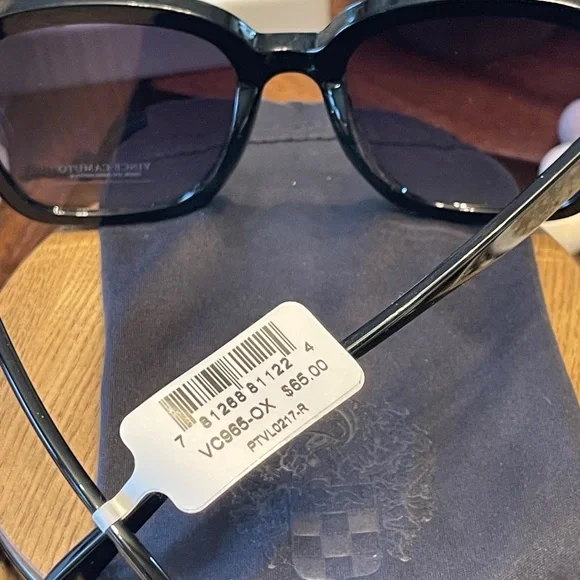 VINCE CAMUTO
7 81268 81122 4
VC965-OX $65.00
PTVL0217-R